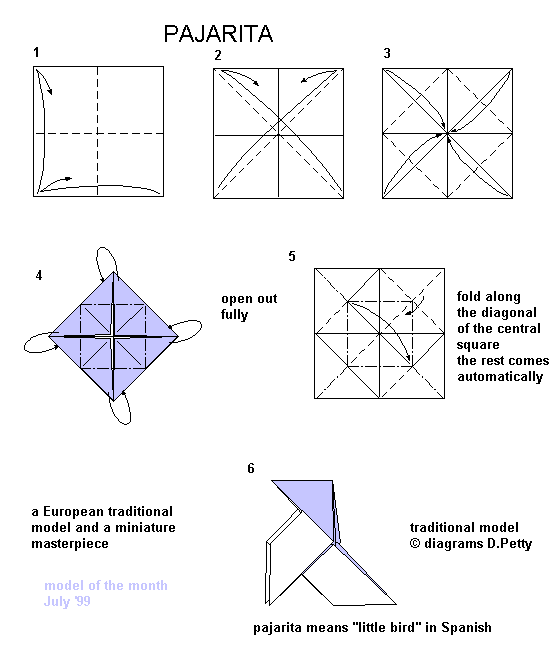 PAJARITA
1
2
3
4
open out
fully
5
fold along
the diagonal
of the central
square
the rest comes
automatically
6
a European traditional
model and a miniature
masterpiece
traditional model
© diagrams D.Petty
model of the month
July '99
pajarita means "little bird" in Spanish